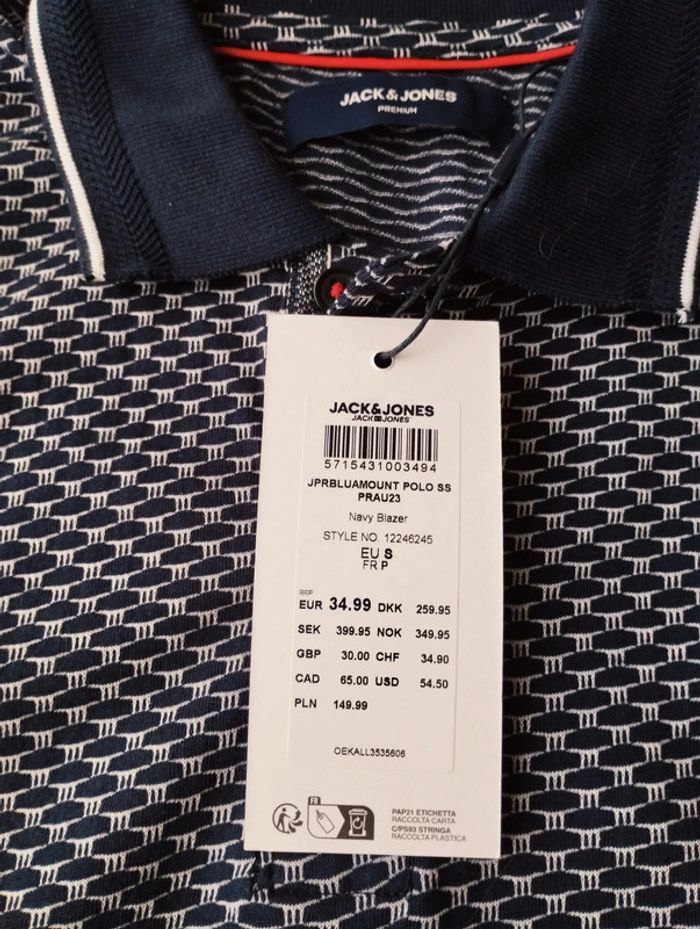 JACK & JONES
PREMIUM
JACK&JONES
JACK JONES
5715431003494
JPRBLUAMOUNT POLO SS
PRAU23
Navy Blazer
STYLE NO. 12246245
EU S
FR P
RRP
EUR 34.99 DKK 259.95
SEK 399.95 NOK 349.95
GBP 30.00 CHF 34.90
CAD 65.00 USD 54.50
PLN 149.99
OEKALL3535606
FR
PAP21 ETICHETTA
RACCOLTA CARTA
C/PS93 STRINGA
RACCOLTA PLASTICA